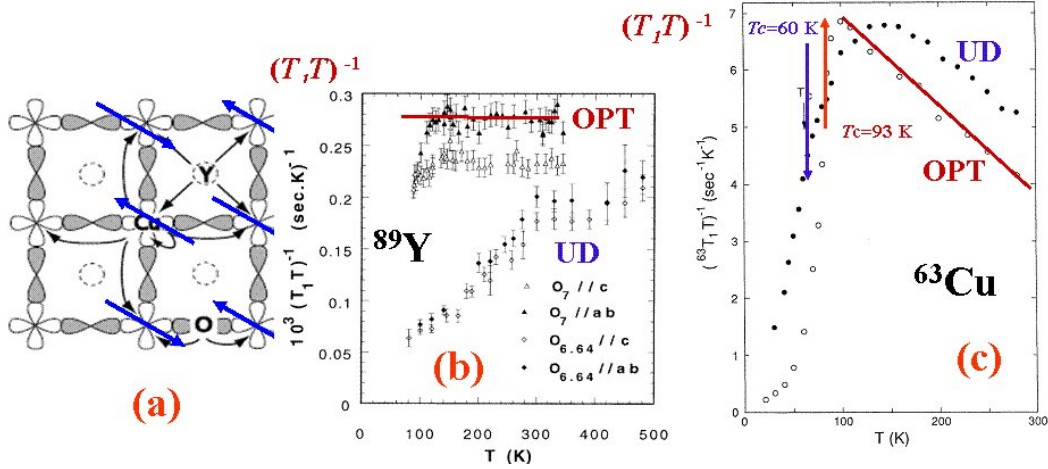 Y
Cu
O
(a)
(T₁T)⁻¹
10³ (T₁T)⁻¹ (sec.K)⁻¹
0.3
0.25
0.2
0.15
0.1
0.05
0
OPT
⁸⁹Y
UD
O₇ // c
O₇ //ab
O₆.₆₄ // c
O₆.₆₄ //ab
(b)
0 100 200 300 400 500
T (K)
(T₁T)⁻¹
(⁶³T₁T)⁻¹ (sec⁻¹K⁻¹)
7
6
5
4
3
2
1
0
Tc=60 K
UD
Tc
Tc=93 K
OPT
⁶³Cu
(c)
0 100 200 300
T (K)